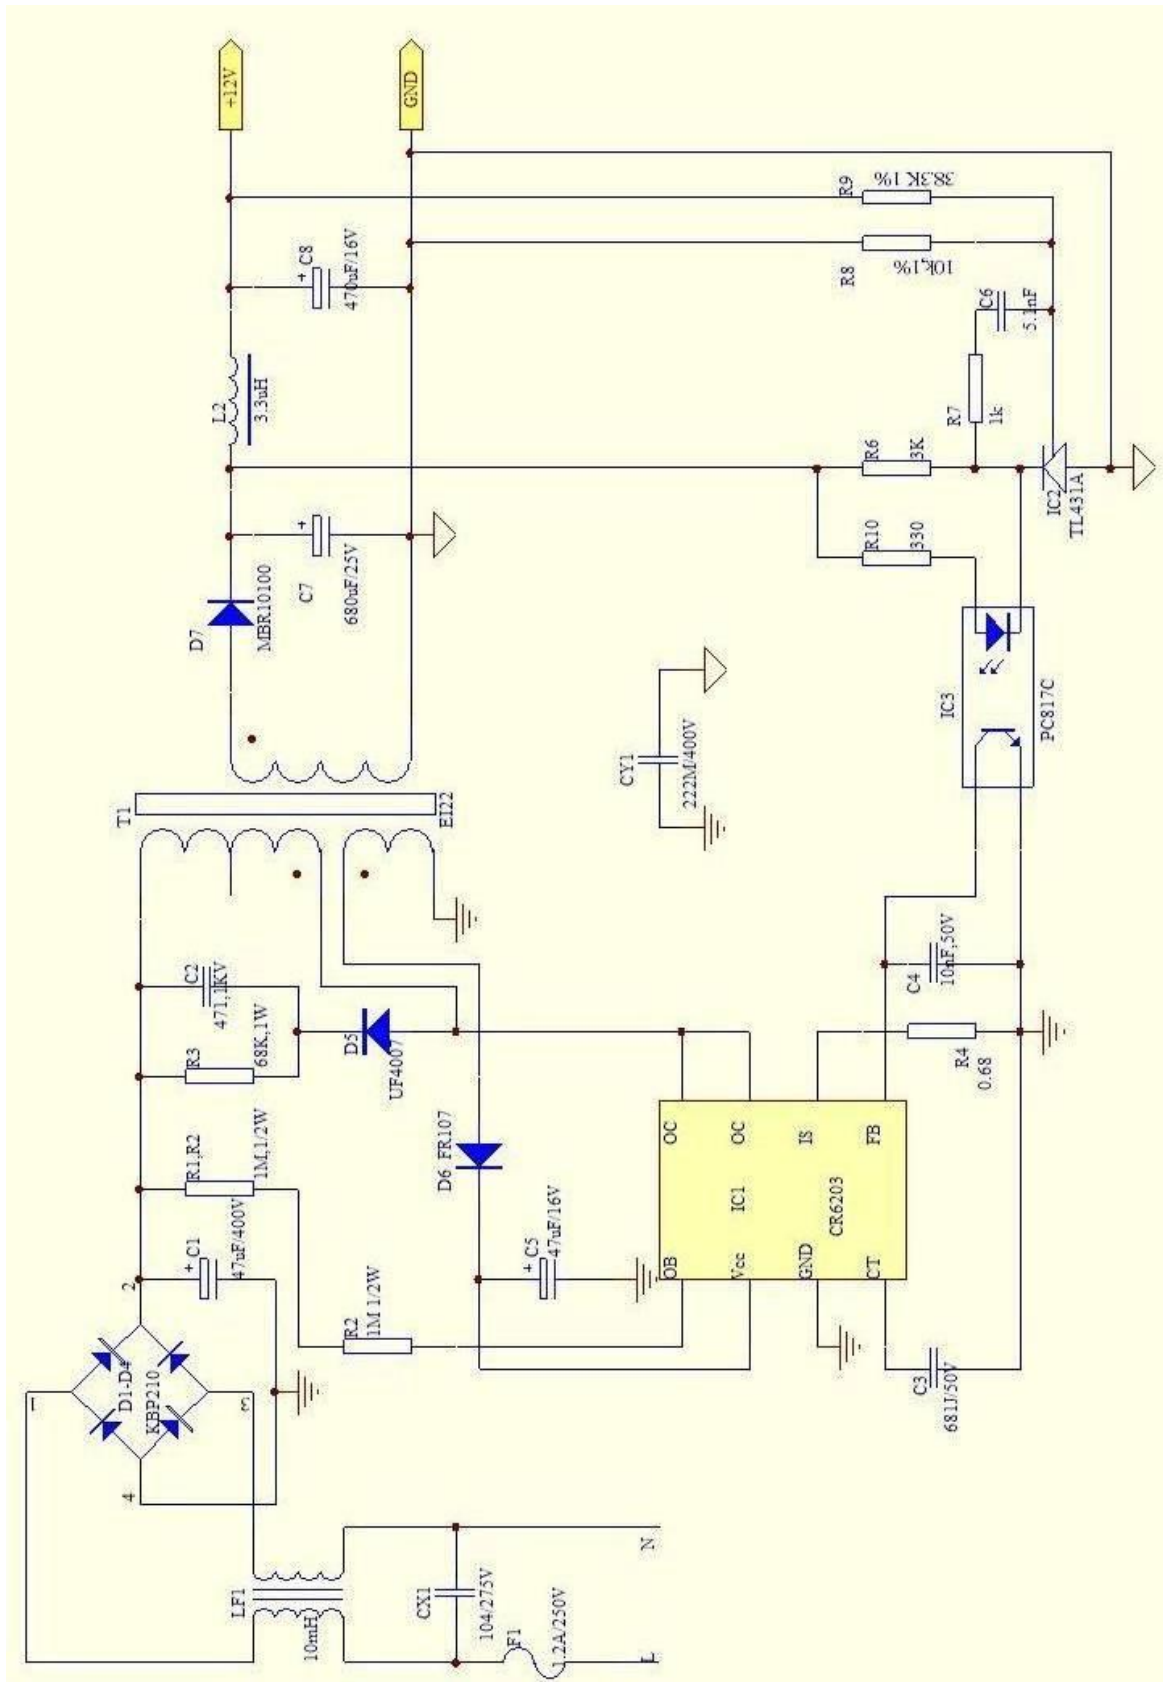 +12V
GND
R9
38.3K 1%
R8
10k,1%
+ C8
470uF/16V
C6
5.1nF
L2
3.3uH
R7
1k
R6
3K
IC2
TL431A
R10
330
+
C7
680uF/25V
D7
MBR10100
IC3
PC817C
CY1
222M/400V
T1
EI22
C2
471,1KV
R3
68K,1W
D5
UF4007
C4
10nF,50V
R4
0.68
R1,R2
1M,1/2W
D6 FR107
OC
OC
IS
FB
IC1
CR6203
OB
Vcc
GND
CT
+ C1
47uF/400V
+ C5
47uF/16V
2
R2
1M 1/2W
1
D1-D4
KBP210
3
4
C3
681J/50V
LF1
10mH
CX1
104/275V
N
F1
1.2A/250V
L